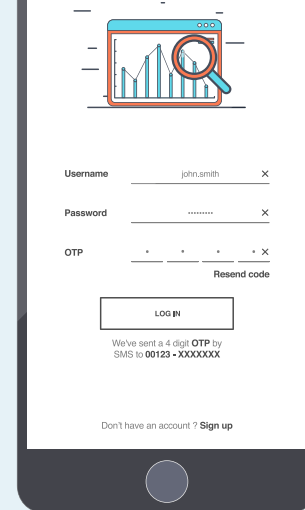 Username john.smith ×
Password ········· ×
OTP * * * * ×
Resend code
LOG IN
We've sent a 4 digit OTP by
SMS to 00123 - XXXXXXX
Don't have an account ? Sign up